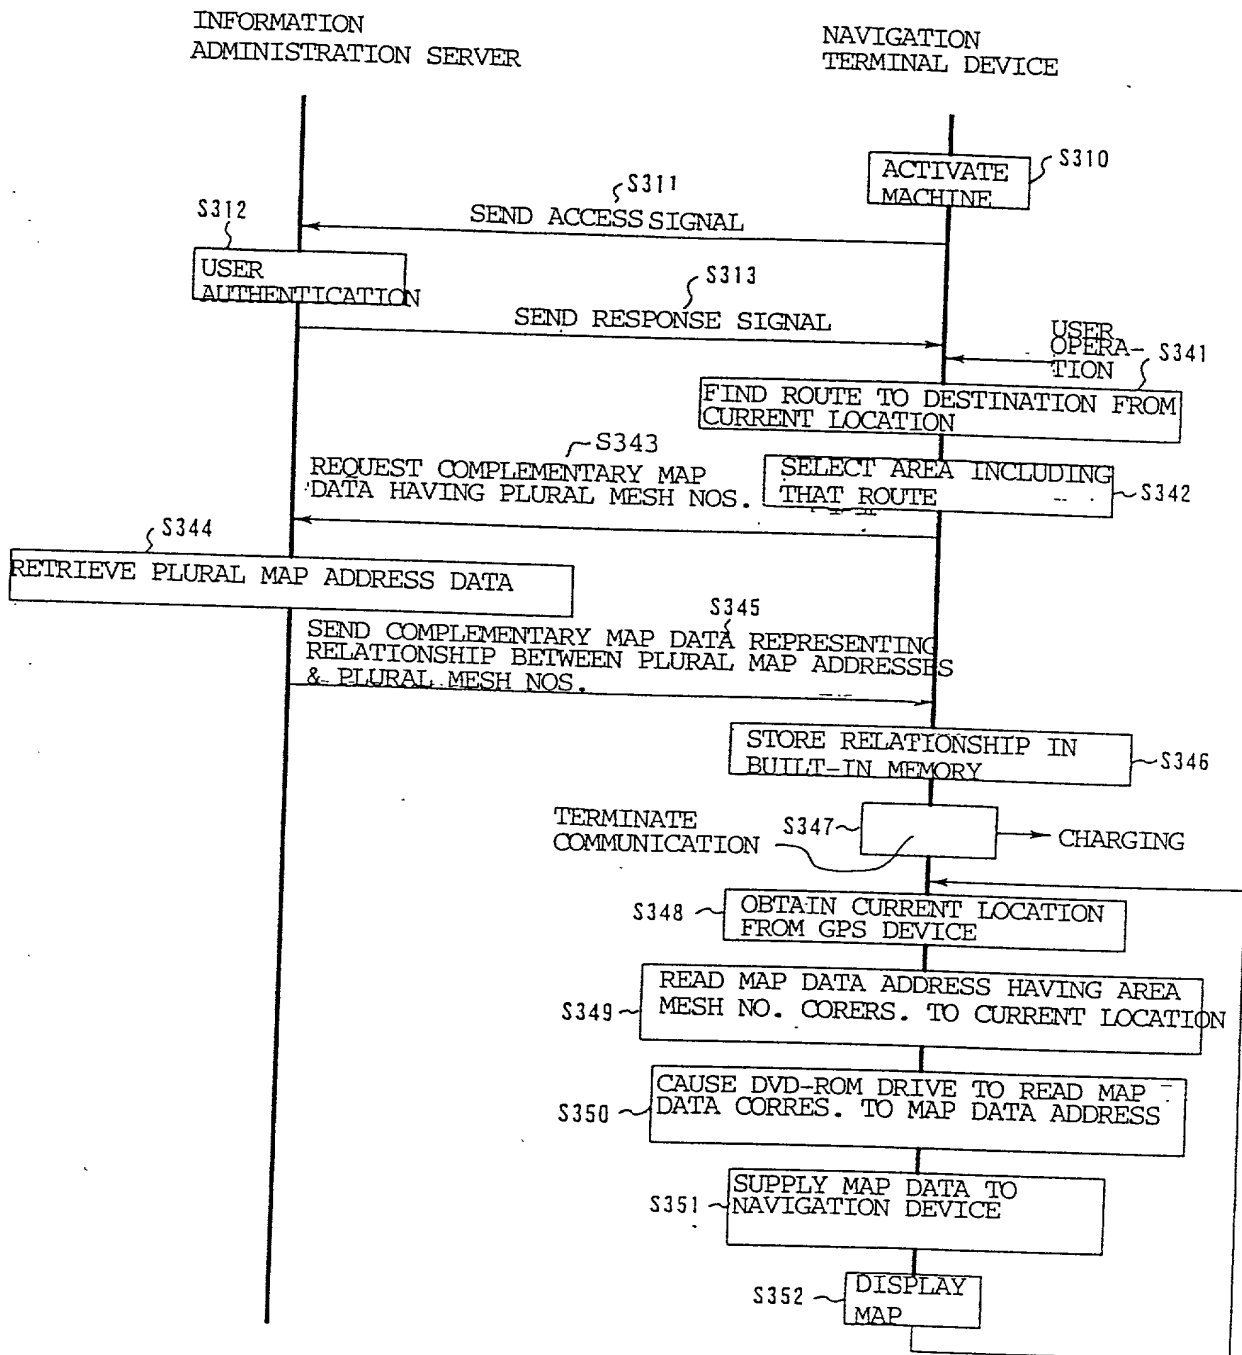 INFORMATION
ADMINISTRATION SERVER
NAVIGATION
TERMINAL DEVICE
ACTIVATE
MACHINE
S310
S311
SEND ACCESS SIGNAL
S312
USER
AUTHENTICATION
S313
SEND RESPONSE SIGNAL
USER
OPERA-
TION
S341
FIND ROUTE TO DESTINATION FROM
CURRENT LOCATION
S343
REQUEST COMPLEMENTARY MAP
DATA HAVING PLURAL MESH NOS.
SELECT AREA INCLUDING
THAT ROUTE
S342
S344
RETRIEVE PLURAL MAP ADDRESS DATA
S345
SEND COMPLEMENTARY MAP DATA REPRESENTING
RELATIONSHIP BETWEEN PLURAL MAP ADDRESSES
& PLURAL MESH NOS.
STORE RELATIONSHIP IN
BUILT-IN MEMORY
S346
TERMINATE
COMMUNICATION
S347
CHARGING
S348
OBTAIN CURRENT LOCATION
FROM GPS DEVICE
S349
READ MAP DATA ADDRESS HAVING AREA
MESH NO. CORERS. TO CURRENT LOCATION
S350
CAUSE DVD-ROM DRIVE TO READ MAP
DATA CORRES. TO MAP DATA ADDRESS
S351
SUPPLY MAP DATA TO
NAVIGATION DEVICE
S352
DISPLAY
MAP